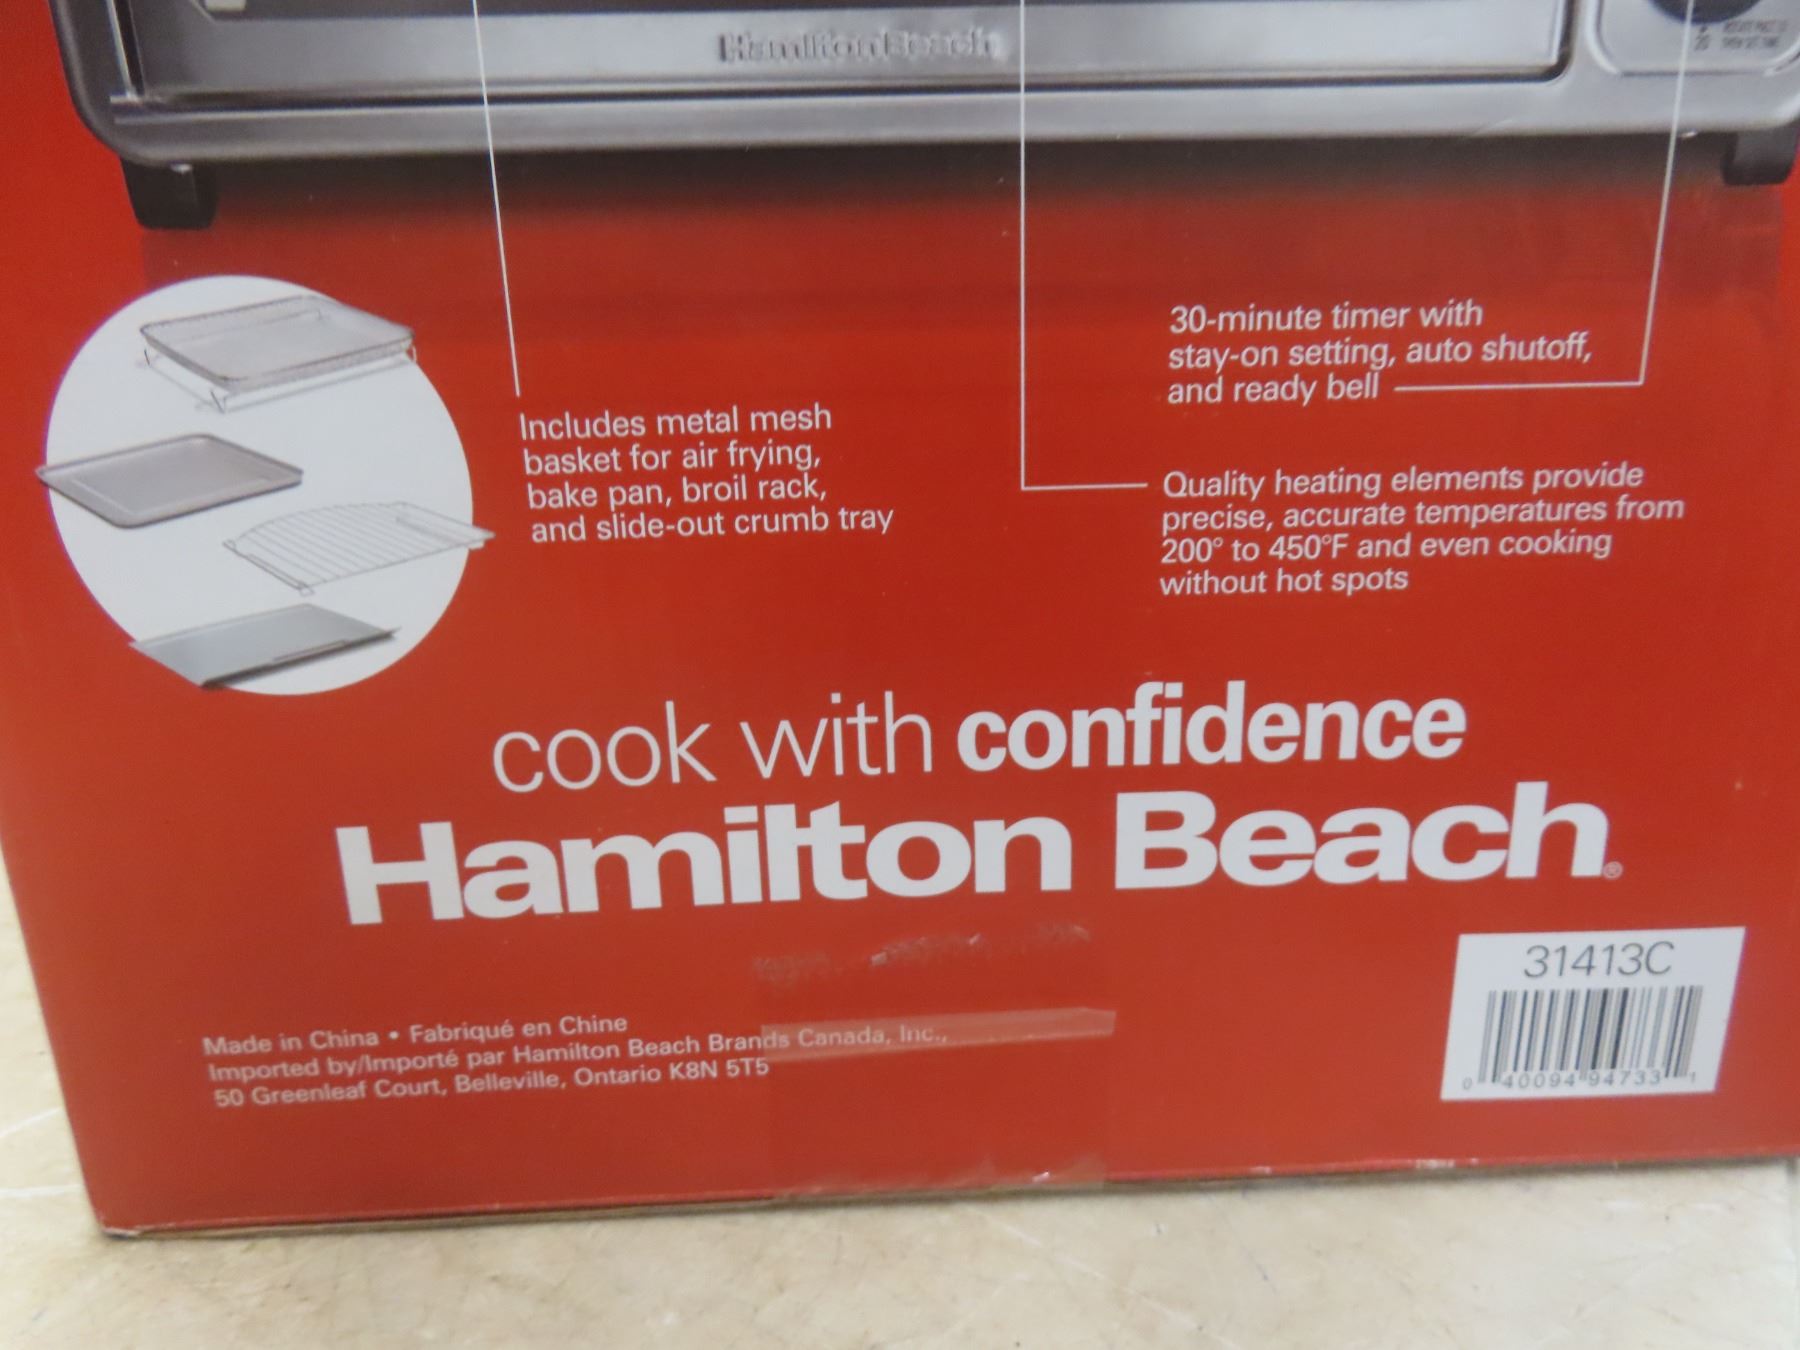 Hamilton Beach
30-minute timer with
stay-on setting, auto shutoff,
and ready bell
Includes metal mesh
basket for air frying,
bake pan, broil rack,
and slide-out crumb tray
Quality heating elements provide
precise, accurate temperatures from
200° to 450°F and even cooking
without hot spots
cook with confidence
Hamilton Beach®
31413C
0 40094 94733 1
Made in China • Fabriqué en Chine
Imported by/Importé par Hamilton Beach Brands Canada, Inc.,
50 Greenleaf Court, Belleville, Ontario K8N 5T5